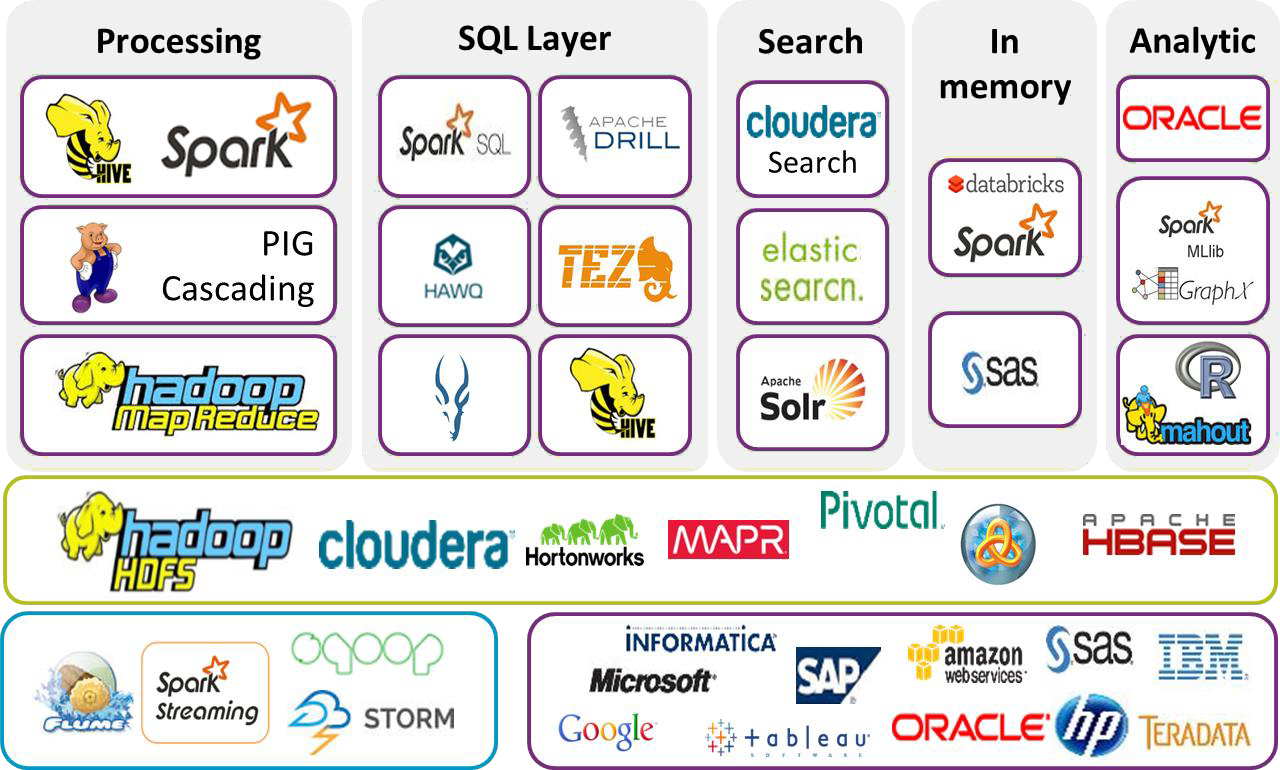 Processing
HIVE
Spark
PIG
Cascading
hadoop
Map Reduce
SQL Layer
Spark SQL
APACHE
DRILL
HAWQ
TEZ
HIVE
Search
cloudera
Search
elastic
search.
Apache
Solr
In
memory
databricks
Spark
sas
Analytic
ORACLE
Spark
MLlib
GraphX
R
mahout
hadoop
HDFS
cloudera
Hortonworks
MAPR
Pivotal
APACHE
HBASE
FLUME
Spark
Streaming
sqoop
STORM
INFORMATICA
Microsoft
SAP
amazon
webservices
sas
IBM
Google
tableau
SOFTWARE
ORACLE
hp
TERADATA